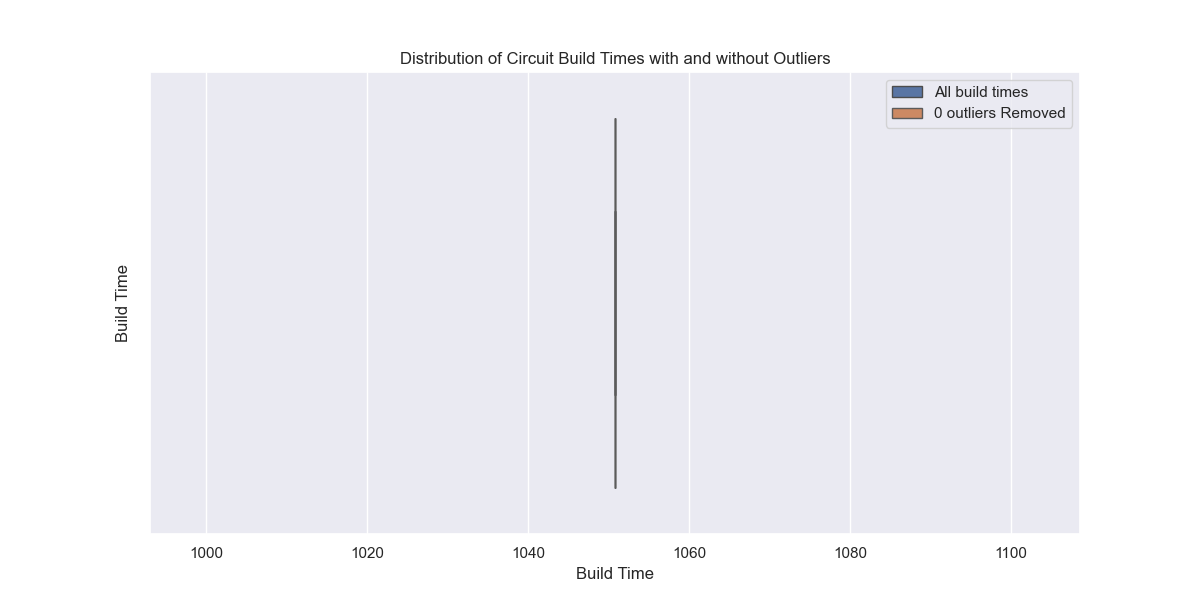 Distribution of Circuit Build Times with and without Outliers
All build times
0 outliers Removed
Build Time
1000 1020 1040 1060 1080 1100
Build Time